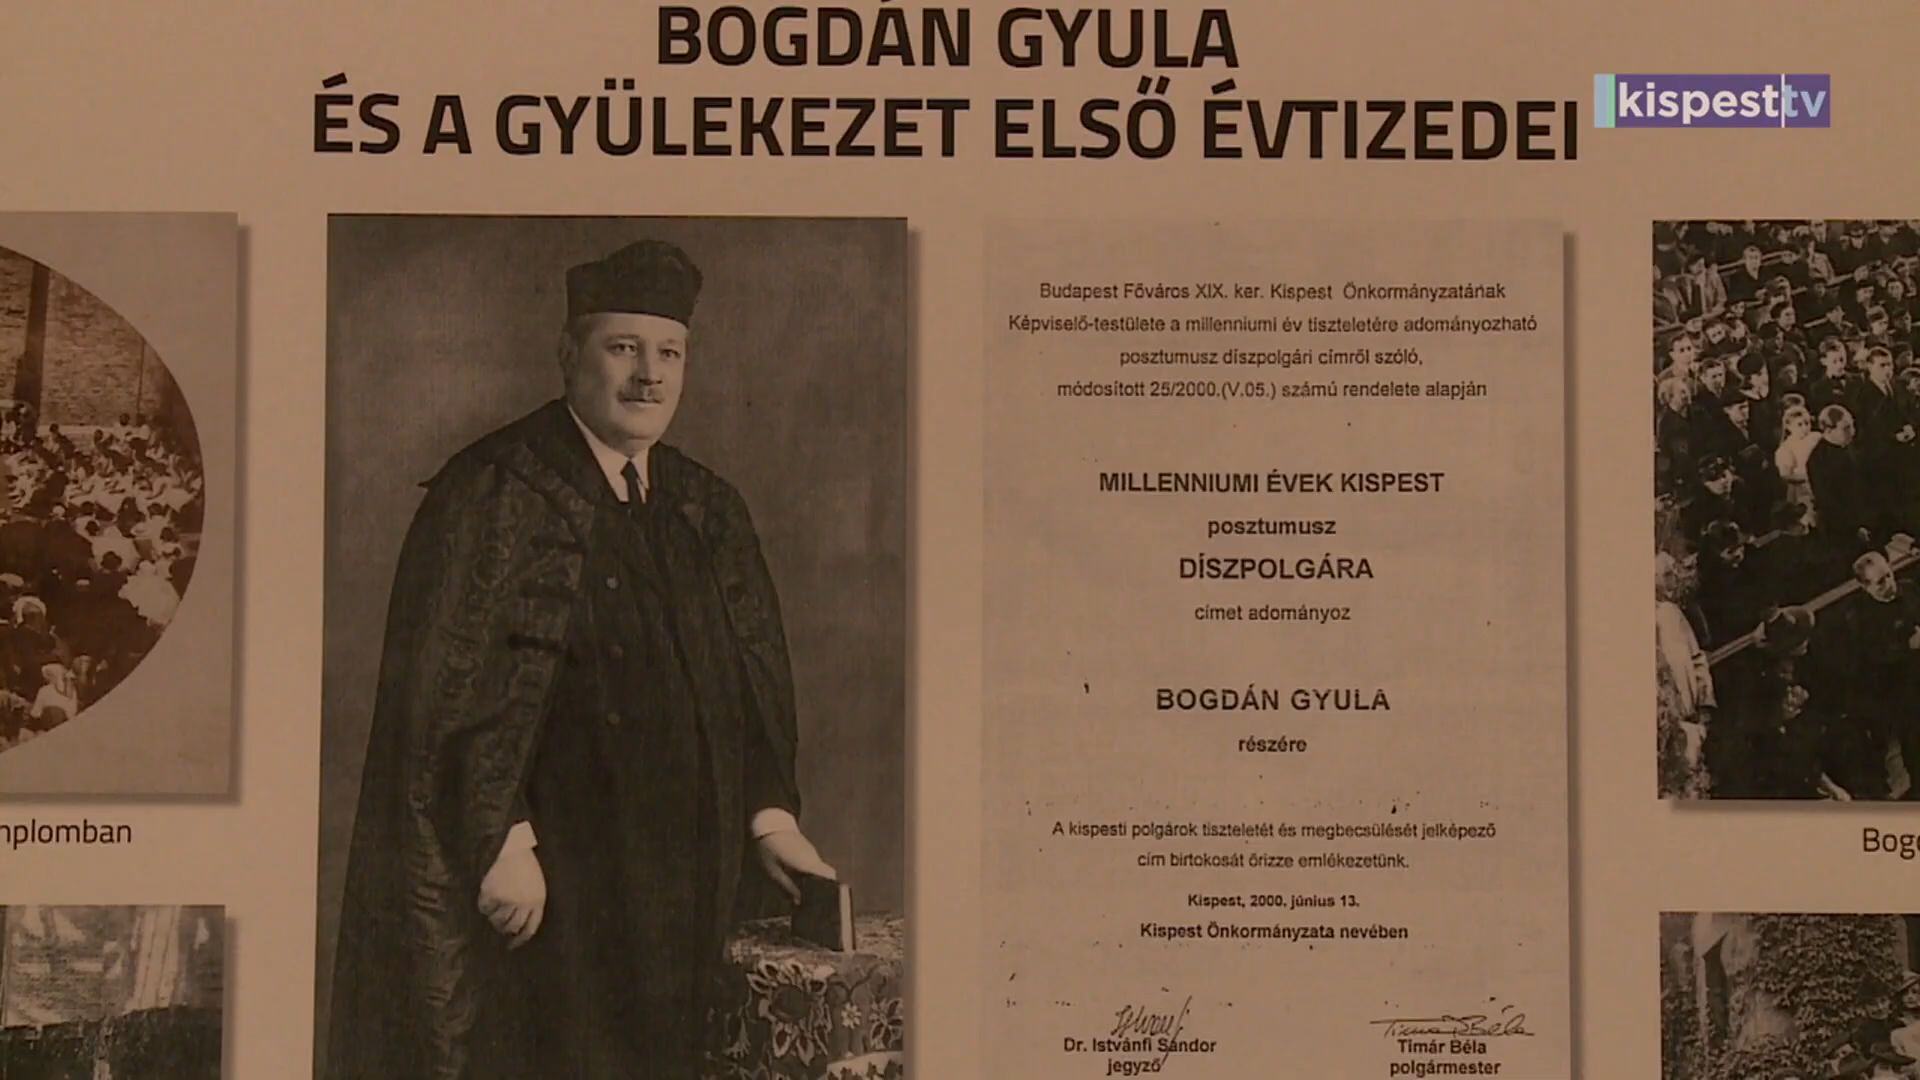 BOGDÁN GYULA
ÉS A GYÜLEKEZET ELSŐ ÉVTIZEDEI
kispesttv
Budapest Főváros XIX. ker. Kispest Önkormányzatának
Képviselő-testülete a millenniumi év tiszteletére adományozható
posztumusz díszpolgári címről szóló,
módosított 25/2000.(V.05.) számú rendelete alapján
MILLENNIUMI ÉVEK KISPEST
posztumusz
DÍSZPOLGÁRA
címet adományoz
BOGDÁN GYULA
részére
A kispesti polgárok tiszteletét és megbecsülését jelképező
cím birtokosát őrizze emlékezetünk.
Kispest, 2000. június 13.
Kispest Önkormányzata nevében
Timár Béla
Dr. Istvánfi Sándor
jegyző
Timár Béla
polgármester
mplomban
Bog